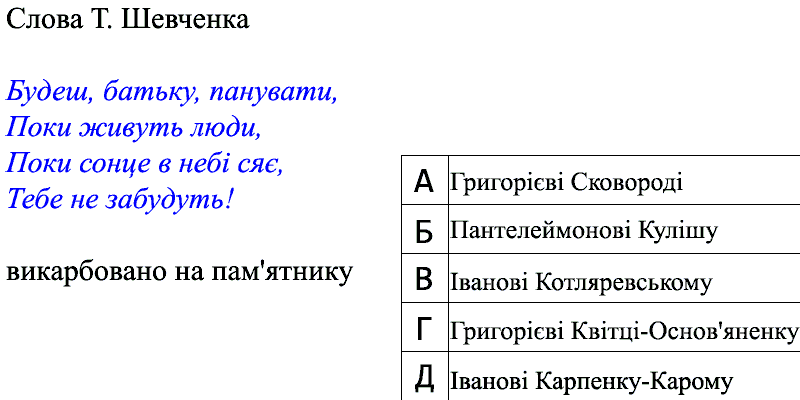 Слова Т. Шевченка
Будеш, батьку, панувати,
Поки живуть люди,
Поки сонце в небі сяє,
Тебе не забудуть!
викарбовано на пам'ятнику
А Григорієві Сковороді
Б Пантелеймонові Кулішу
В Іванові Котляревському
Г Григорієві Квітці-Основ'яненку
Д Іванові Карпенку-Карому